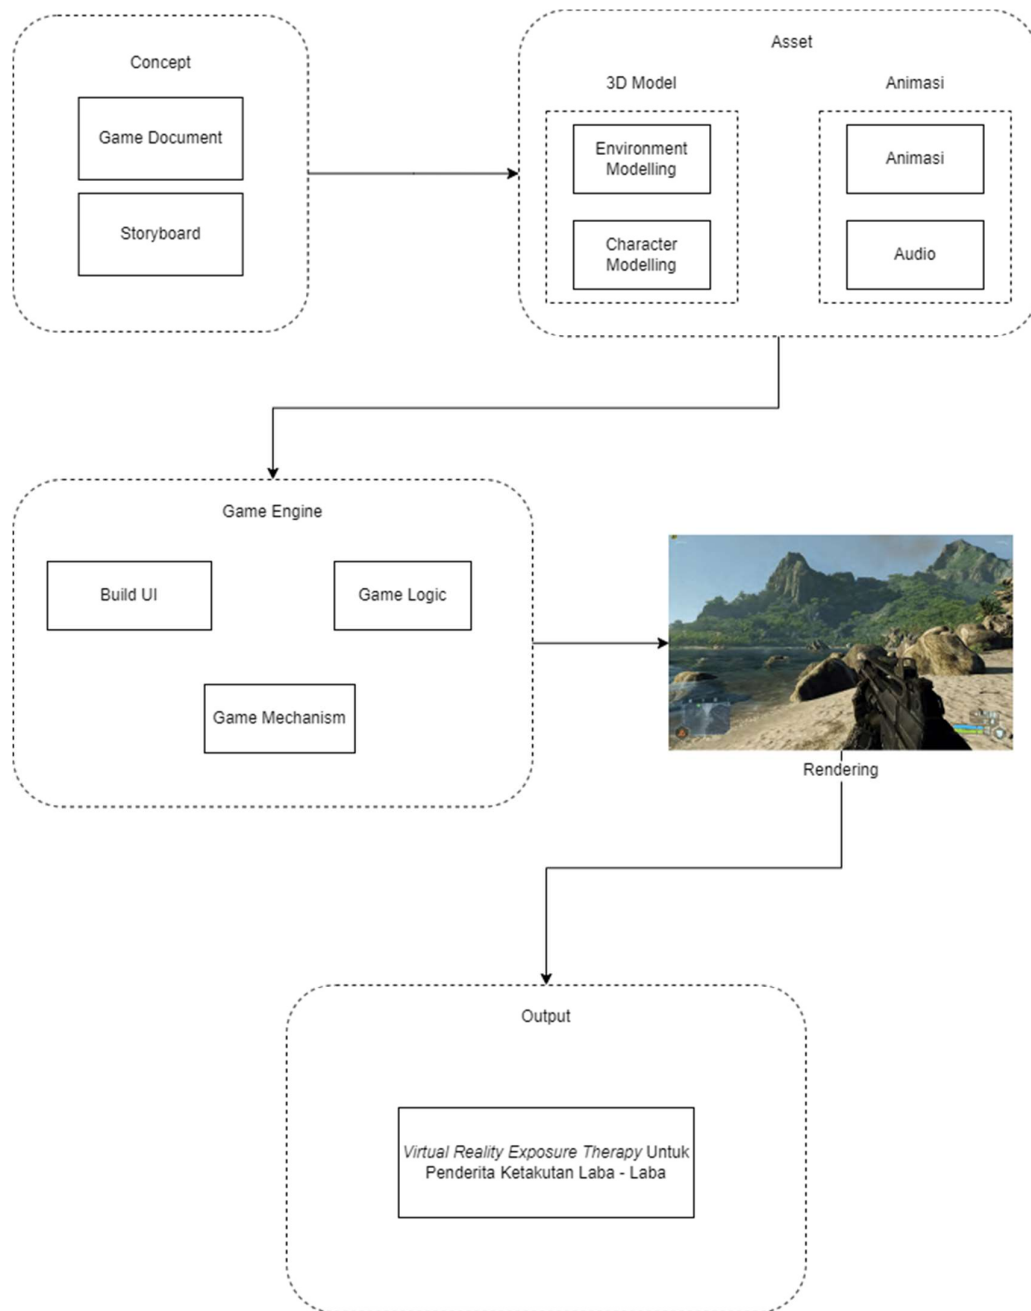 Concept
Game Document
Storyboard
Asset
3D Model
Environment
Modelling
Character
Modelling
Animasi
Animasi
Audio
Game Engine
Build UI
Game Logic
Game Mechanism
Rendering
Output
Virtual Reality Exposure Therapy Untuk
Penderita Ketakutan Laba - Laba